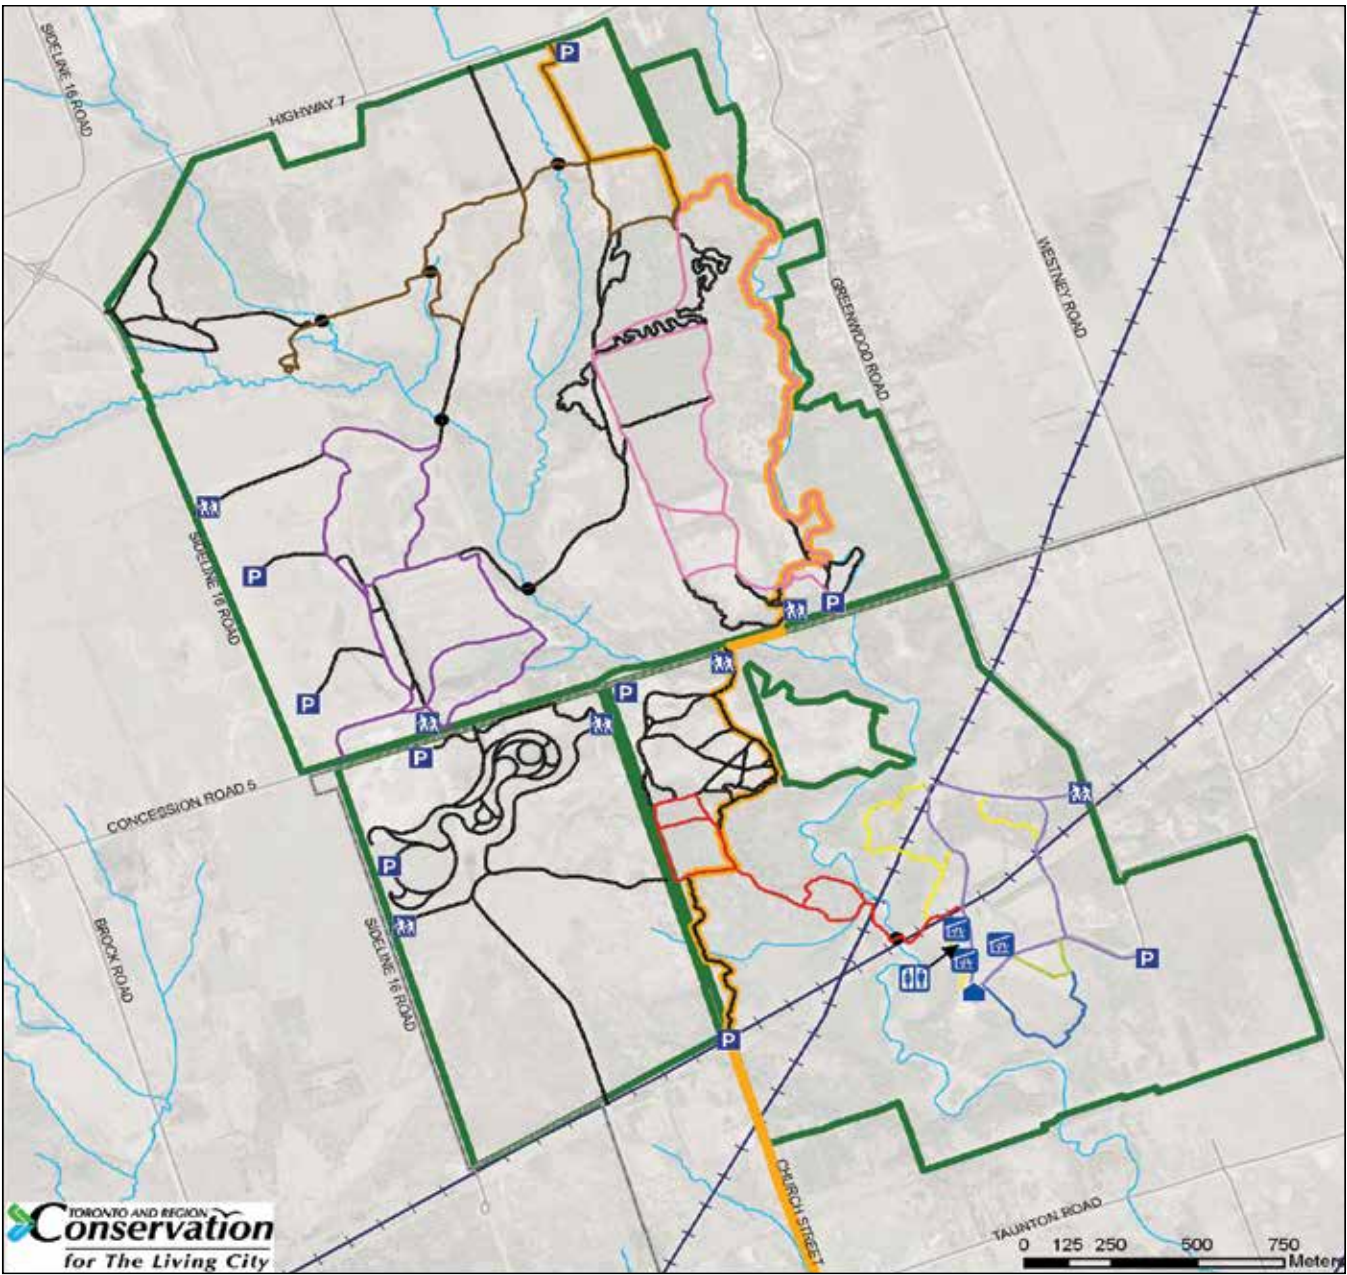 P
SIDELINE 16 ROAD
HIGHWAY 7
WESTNEY ROAD
GREENWOOD ROAD
P
SIDELINE 16 ROAD
P
P
P
P
CONCESSION ROAD 5
P
BROCK ROAD
SIDELINE 16 ROAD
P
P
CHURCH STREET
TAUNTON ROAD
TORONTO AND REGION
Conservation
for The Living City
0 125 250 500 750
Meters